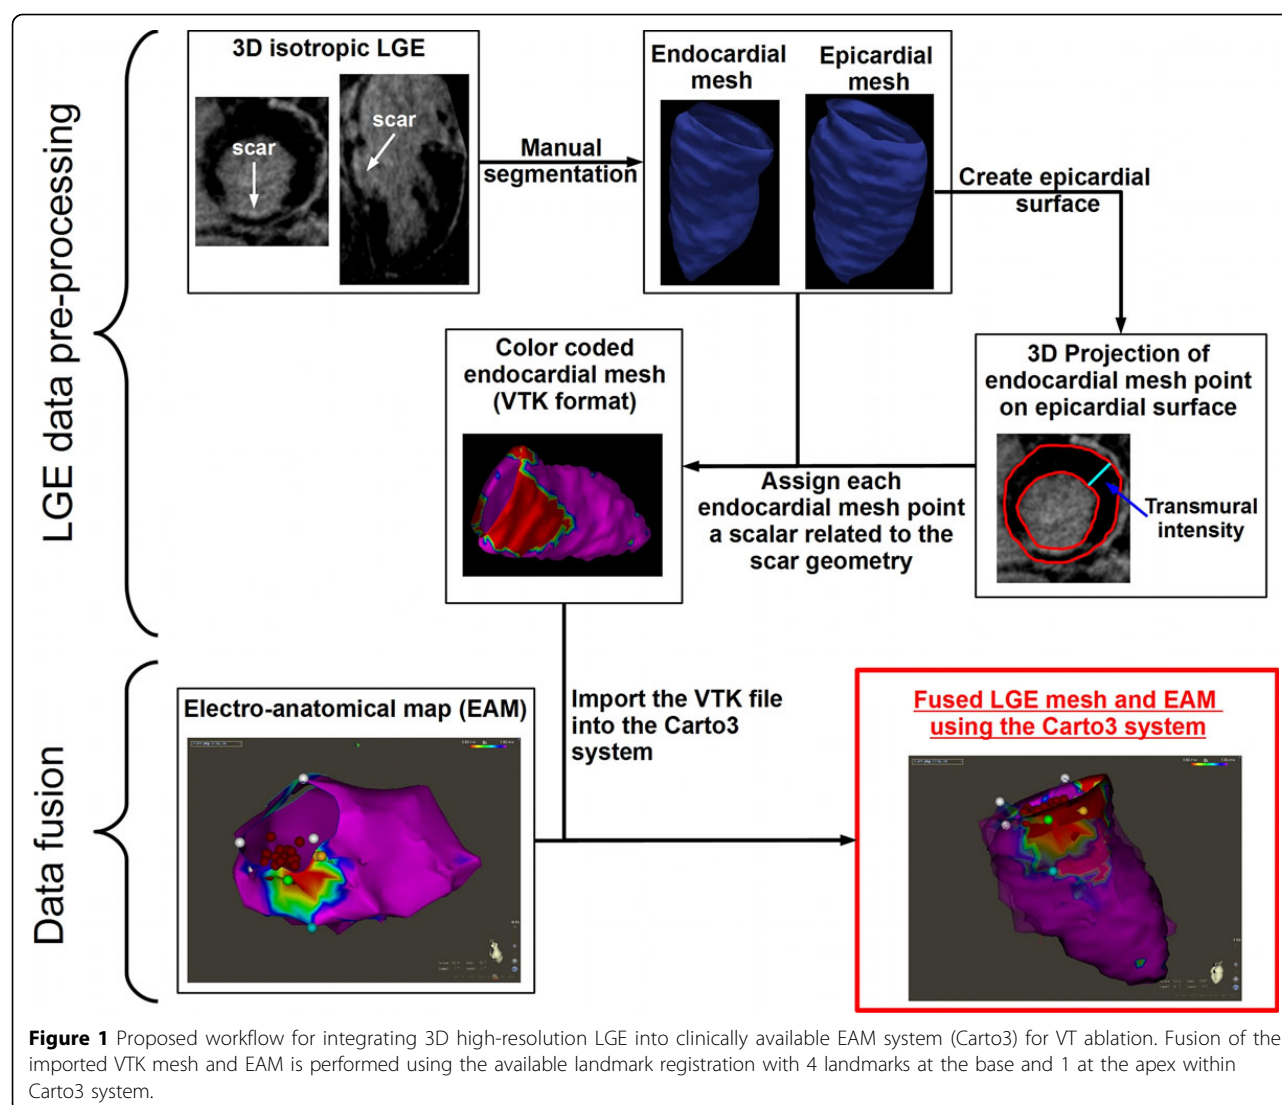 LGE data pre-processing
3D isotropic LGE
scar
scar
Manual
segmentation
Endocardial
mesh
Epicardial
mesh
Create epicardial
surface
3D Projection of
endocardial mesh point
on epicardial surface
Transmural
intensity
Assign each
endocardial mesh point
a scalar related to the
scar geometry
Color coded
endocardial mesh
(VTK format)
Data fusion
Electro-anatomical map (EAM)
Import the VTK file
into the Carto3
system
Fused LGE mesh and EAM
using the Carto3 system
Figure 1 Proposed workflow for integrating 3D high-resolution LGE into clinically available EAM system (Carto3) for VT ablation. Fusion of the
imported VTK mesh and EAM is performed using the available landmark registration with 4 landmarks at the base and 1 at the apex within
Carto3 system.